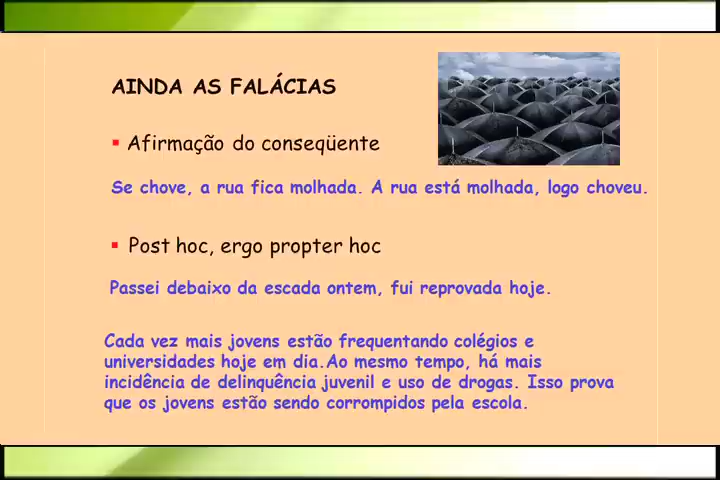 AINDA AS FALÁCIAS
Afirmação do conseqüente
Se chove, a rua fica molhada. A rua está molhada, logo choveu.
Post hoc, ergo propter hoc
Passei debaixo da escada ontem, fui reprovada hoje.
Cada vez mais jovens estão frequentando colégios e
universidades hoje em dia.Ao mesmo tempo, há mais
incidência de delinquência juvenil e uso de drogas. Isso prova
que os jovens estão sendo corrompidos pela escola.